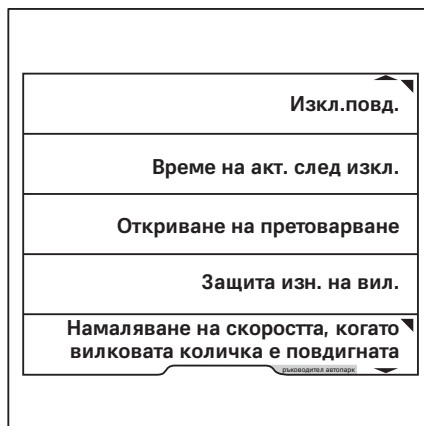 Изкл.повд.
Време на акт. след изкл.
Откриване на претоварване
Защита изн. на вил.
Намаляване на скоростта, когато
вилковата количка е повдигната
ръководител автопарк